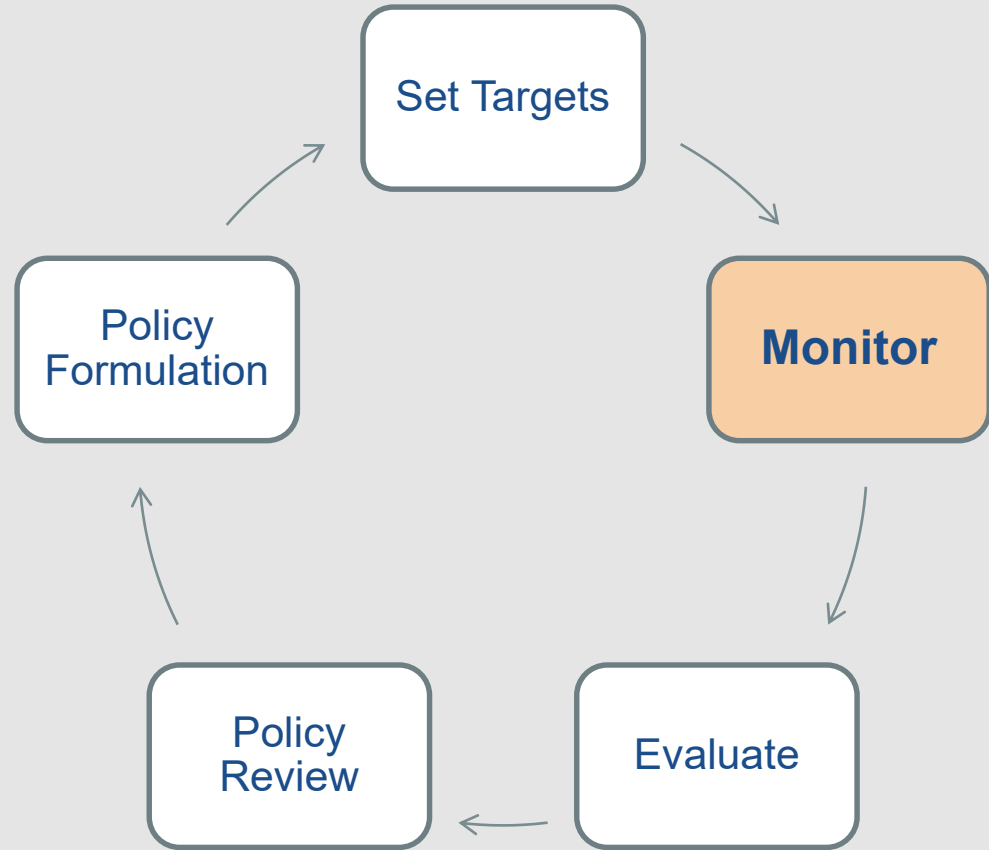 Set Targets
Monitor
Evaluate
Policy
Review
Policy
Formulation